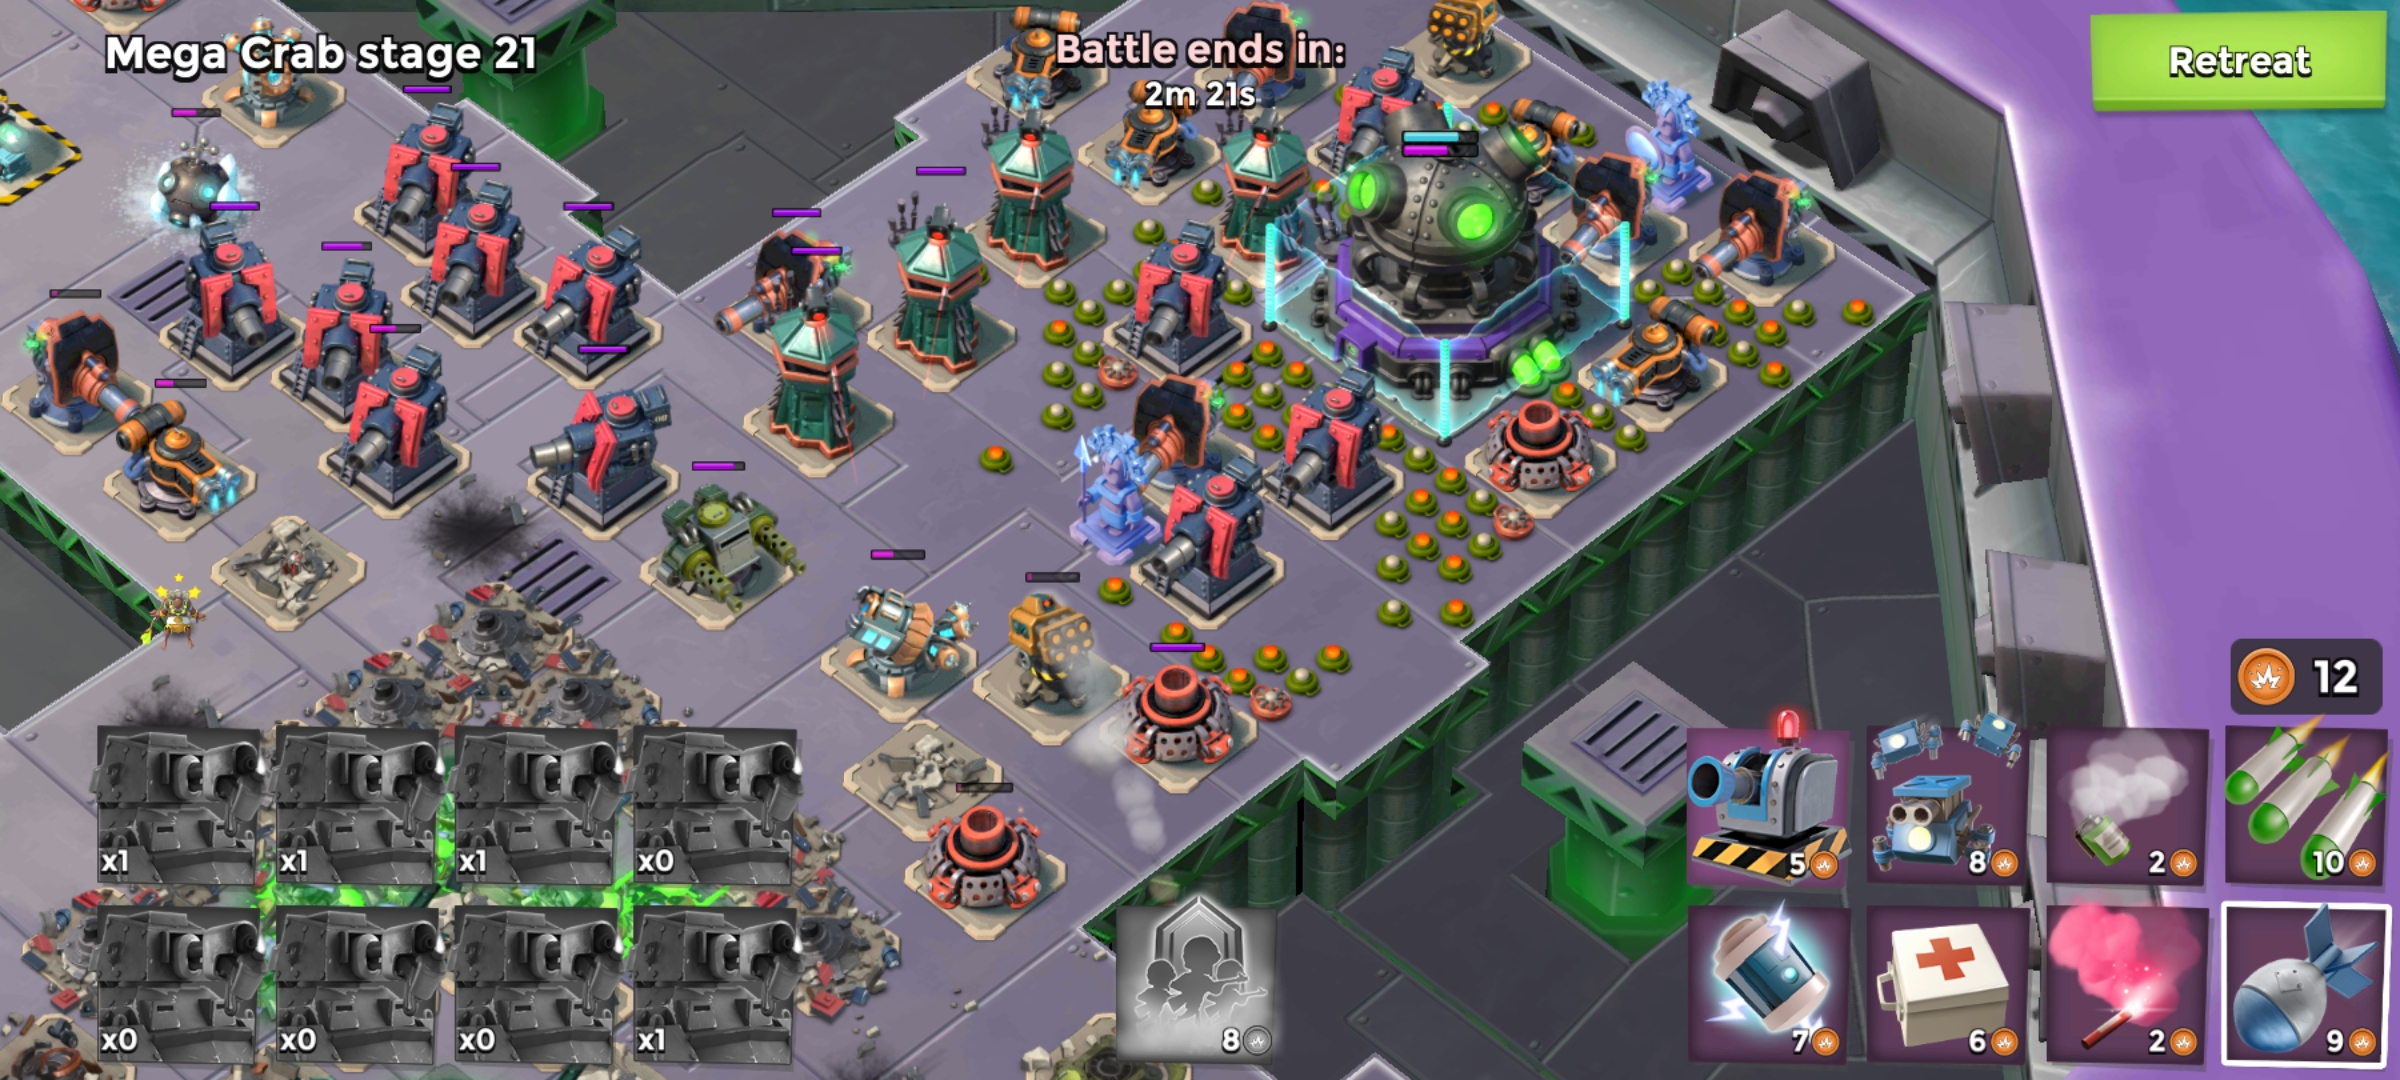 Mega Crab stage 21
Battle ends in:
2m 21s
Retreat
12
x1
x1
x1
x0
5
8
2
10
x0
x0
x0
x1
8
7
6
2
9